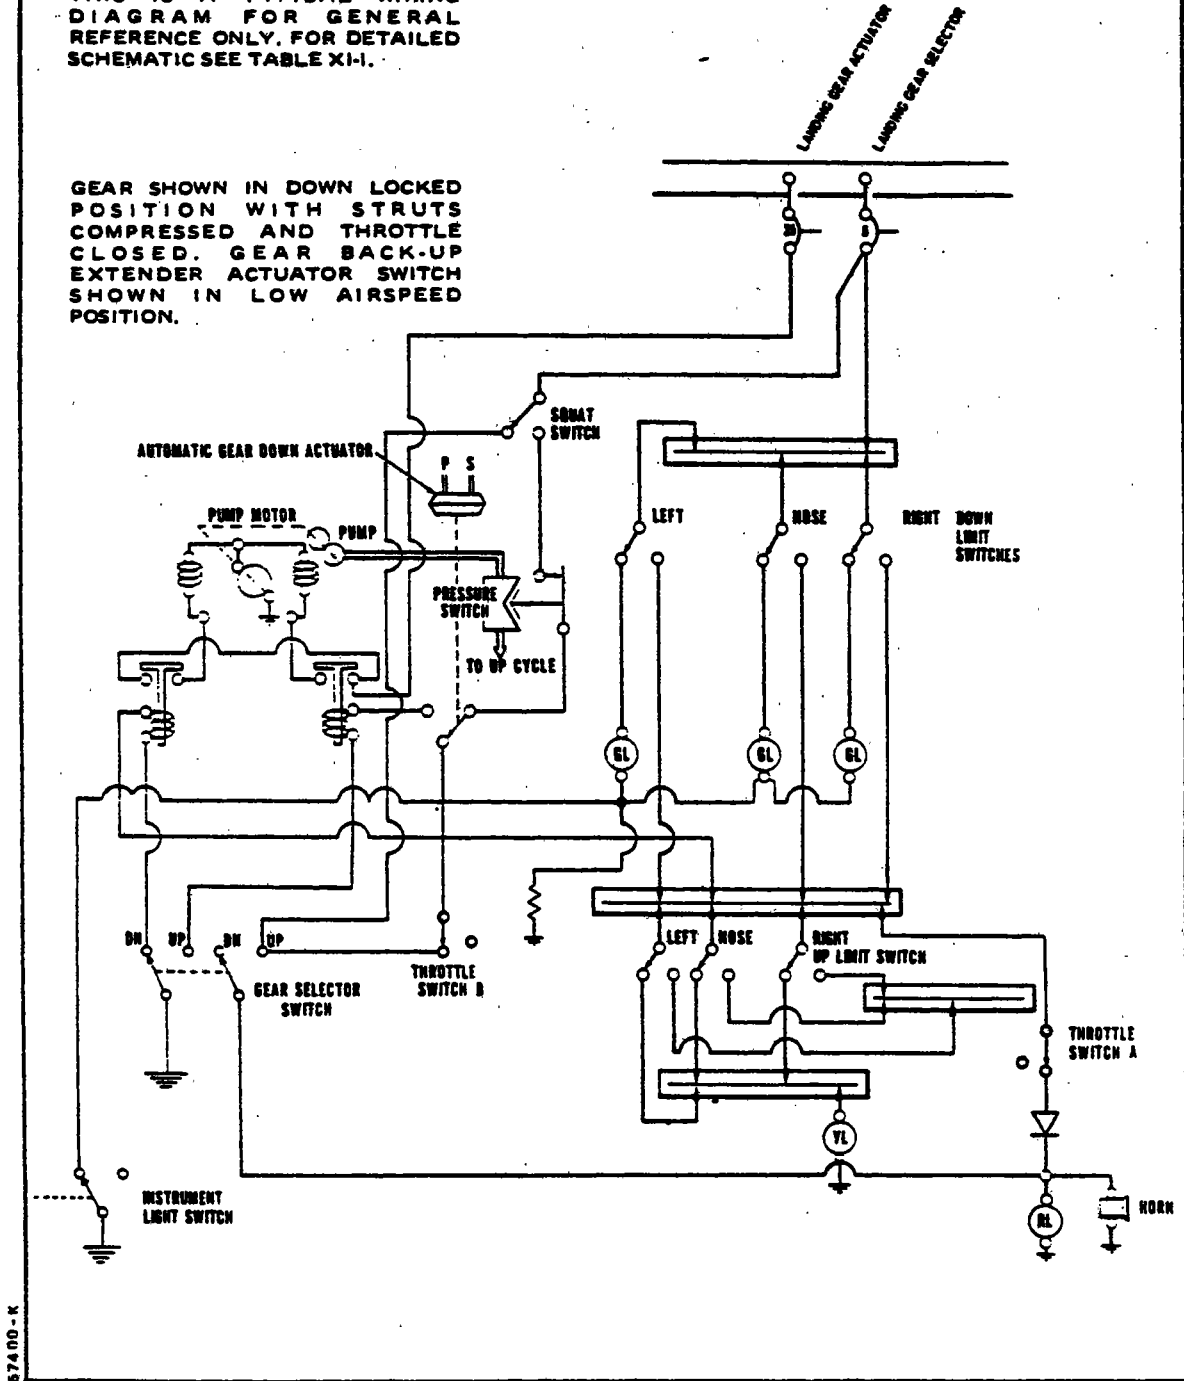 DIAGRAM FOR GENERAL
REFERENCE ONLY. FOR DETAILED
SCHEMATIC SEE TABLE XI-I.
LANDING GEAR ACTUATOR
LANDING GEAR SELECTOR
GEAR SHOWN IN DOWN LOCKED
POSITION WITH STRUTS
COMPRESSED AND THROTTLE
CLOSED. GEAR BACK-UP
EXTENDER ACTUATOR SWITCH
SHOWN IN LOW AIRSPEED
POSITION.
5
SQUAT
SWITCH
AUTOMATIC GEAR DOWN ACTUATOR
P S
PUMP MOTOR
PUMP
LEFT
NOSE
RIGHT DOWN
LIMIT
SWITCHES
PRESSURE
SWITCH
TO UP CYCLE
GL
GL
GL
DN UP DN UP
GEAR SELECTOR
SWITCH
THROTTLE
SWITCH B
LEFT NOSE
RIGHT
UP LIMIT SWITCH
THROTTLE
SWITCH A
YL
INSTRUMENT
LIGHT SWITCH
RL
HORN
57400-K